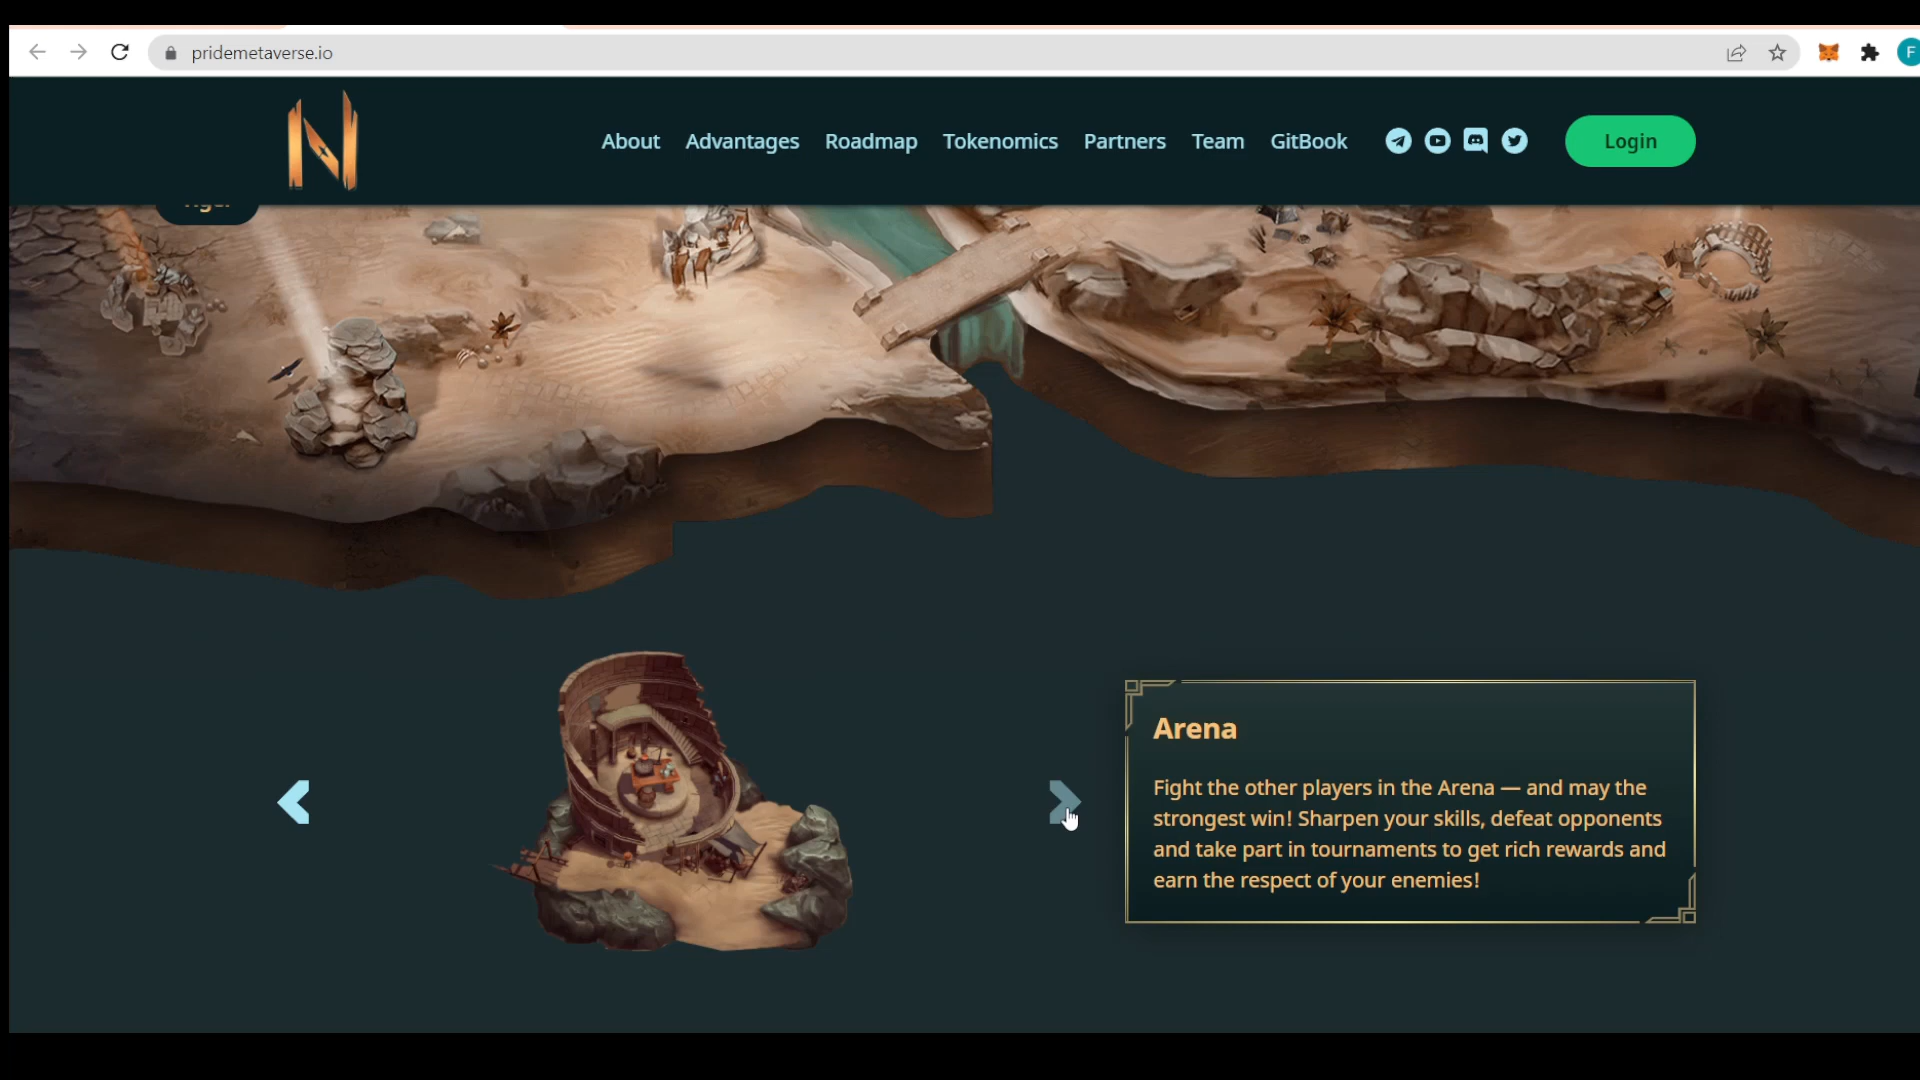 pridemetaverse.io
F
N
About Advantages Roadmap Tokenomics Partners Team GitBook Login
Arena
Fight the other players in the Arena — and may the
strongest win! Sharpen your skills, defeat opponents
and take part in tournaments to get rich rewards and
earn the respect of your enemies!